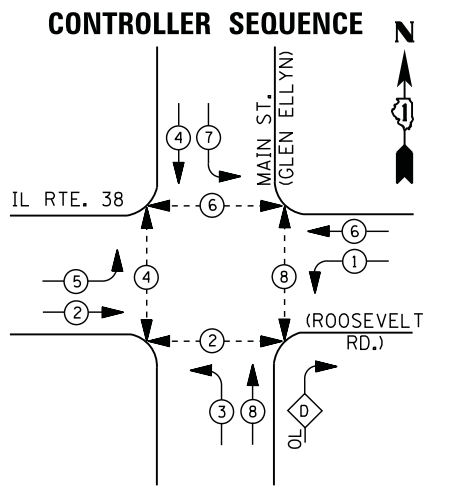 CONTROLLER SEQUENCE
N
1
MAIN ST.
(GLEN ELLYN)
4
7
IL RTE. 38
6
6
1
5
4
8
2
(ROOSEVELT
RD.)
2
3
8
D
OL